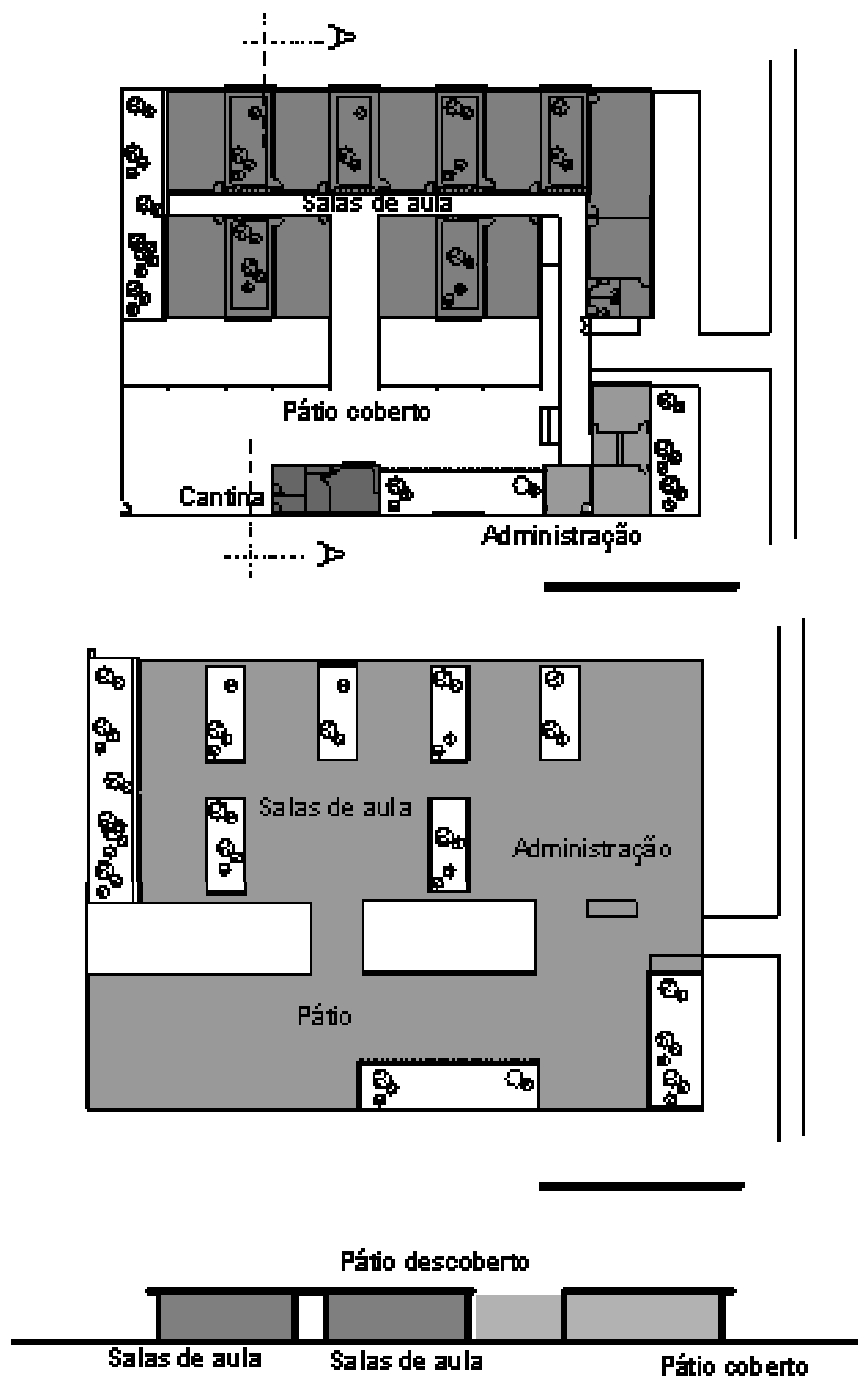 A
Salas de aula
Pátio coberto
Cantina
Administração
A
Salas de aula
Administração
Pátio
Pátio descoberto
Salas de aula
Salas de aula
Pátio coberto